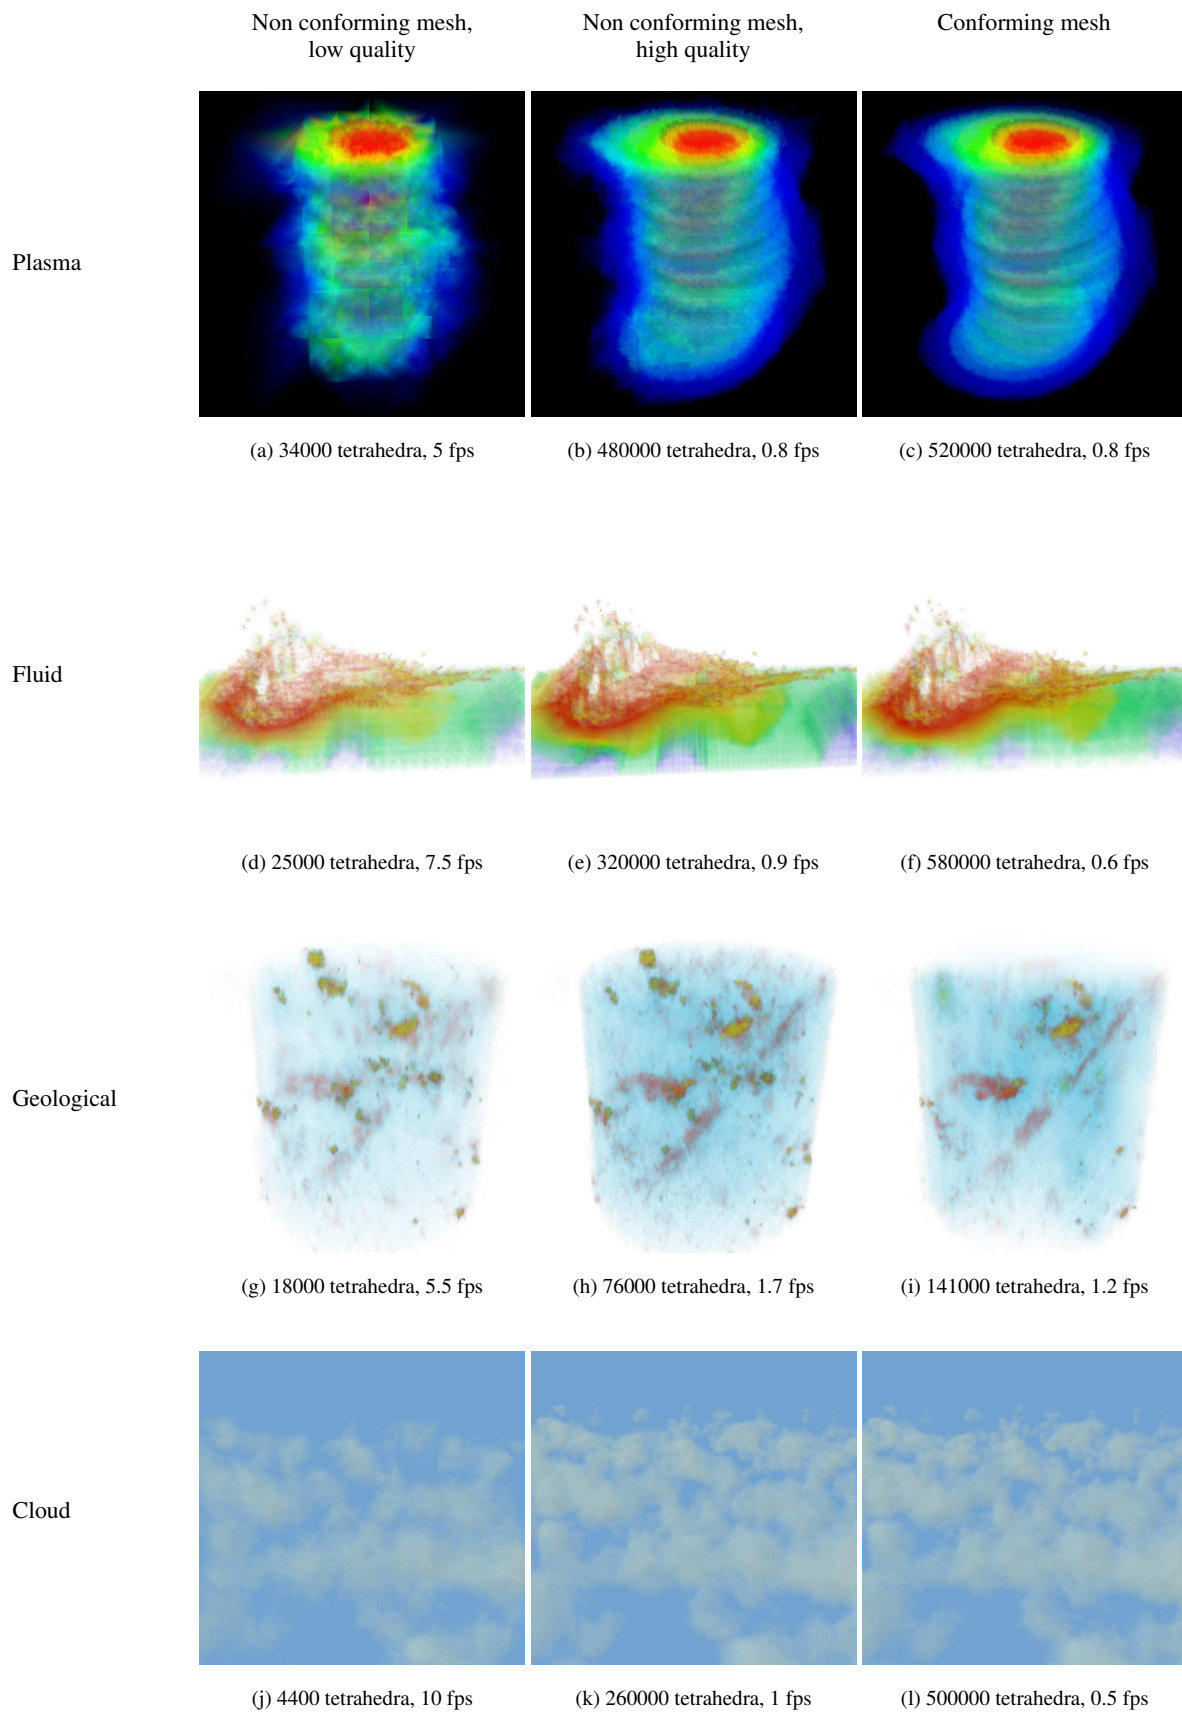 Non conforming mesh,
low quality
Non conforming mesh,
high quality
Conforming mesh
Plasma
(a) 34000 tetrahedra, 5 fps
(b) 480000 tetrahedra, 0.8 fps
(c) 520000 tetrahedra, 0.8 fps
Fluid
(d) 25000 tetrahedra, 7.5 fps
(e) 320000 tetrahedra, 0.9 fps
(f) 580000 tetrahedra, 0.6 fps
Geological
(g) 18000 tetrahedra, 5.5 fps
(h) 76000 tetrahedra, 1.7 fps
(i) 141000 tetrahedra, 1.2 fps
Cloud
(j) 4400 tetrahedra, 10 fps
(k) 260000 tetrahedra, 1 fps
(l) 500000 tetrahedra, 0.5 fps